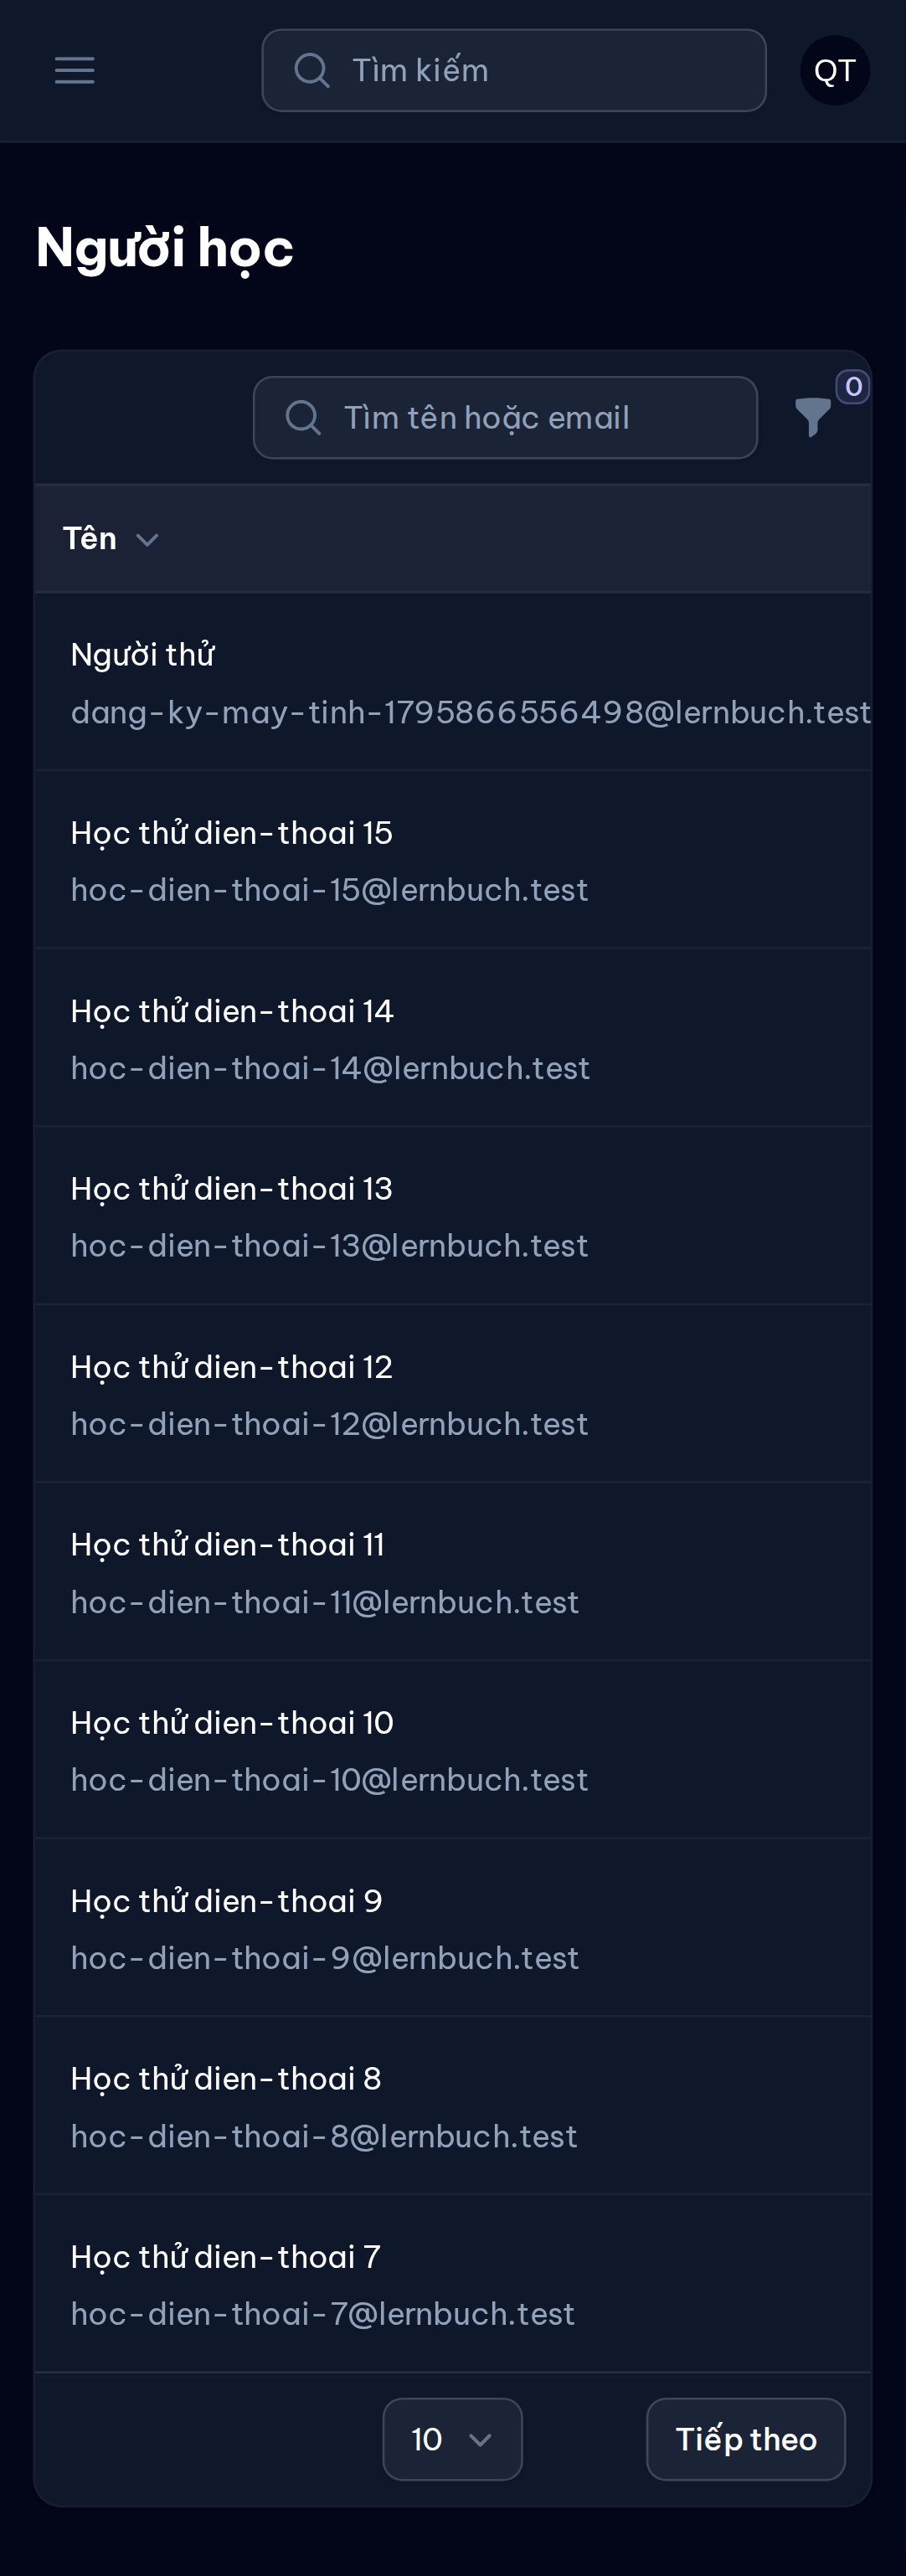 Tìm kiếm
QT
Người học
Tìm tên hoặc email
0
Tên
Người thử
dang-ky-may-tinh-1795866556498@lernbuch.test
Học thử dien-thoai 15
hoc-dien-thoai-15@lernbuch.test
Học thử dien-thoai 14
hoc-dien-thoai-14@lernbuch.test
Học thử dien-thoai 13
hoc-dien-thoai-13@lernbuch.test
Học thử dien-thoai 12
hoc-dien-thoai-12@lernbuch.test
Học thử dien-thoai 11
hoc-dien-thoai-11@lernbuch.test
Học thử dien-thoai 10
hoc-dien-thoai-10@lernbuch.test
Học thử dien-thoai 9
hoc-dien-thoai-9@lernbuch.test
Học thử dien-thoai 8
hoc-dien-thoai-8@lernbuch.test
Học thử dien-thoai 7
hoc-dien-thoai-7@lernbuch.test
10
Tiếp theo